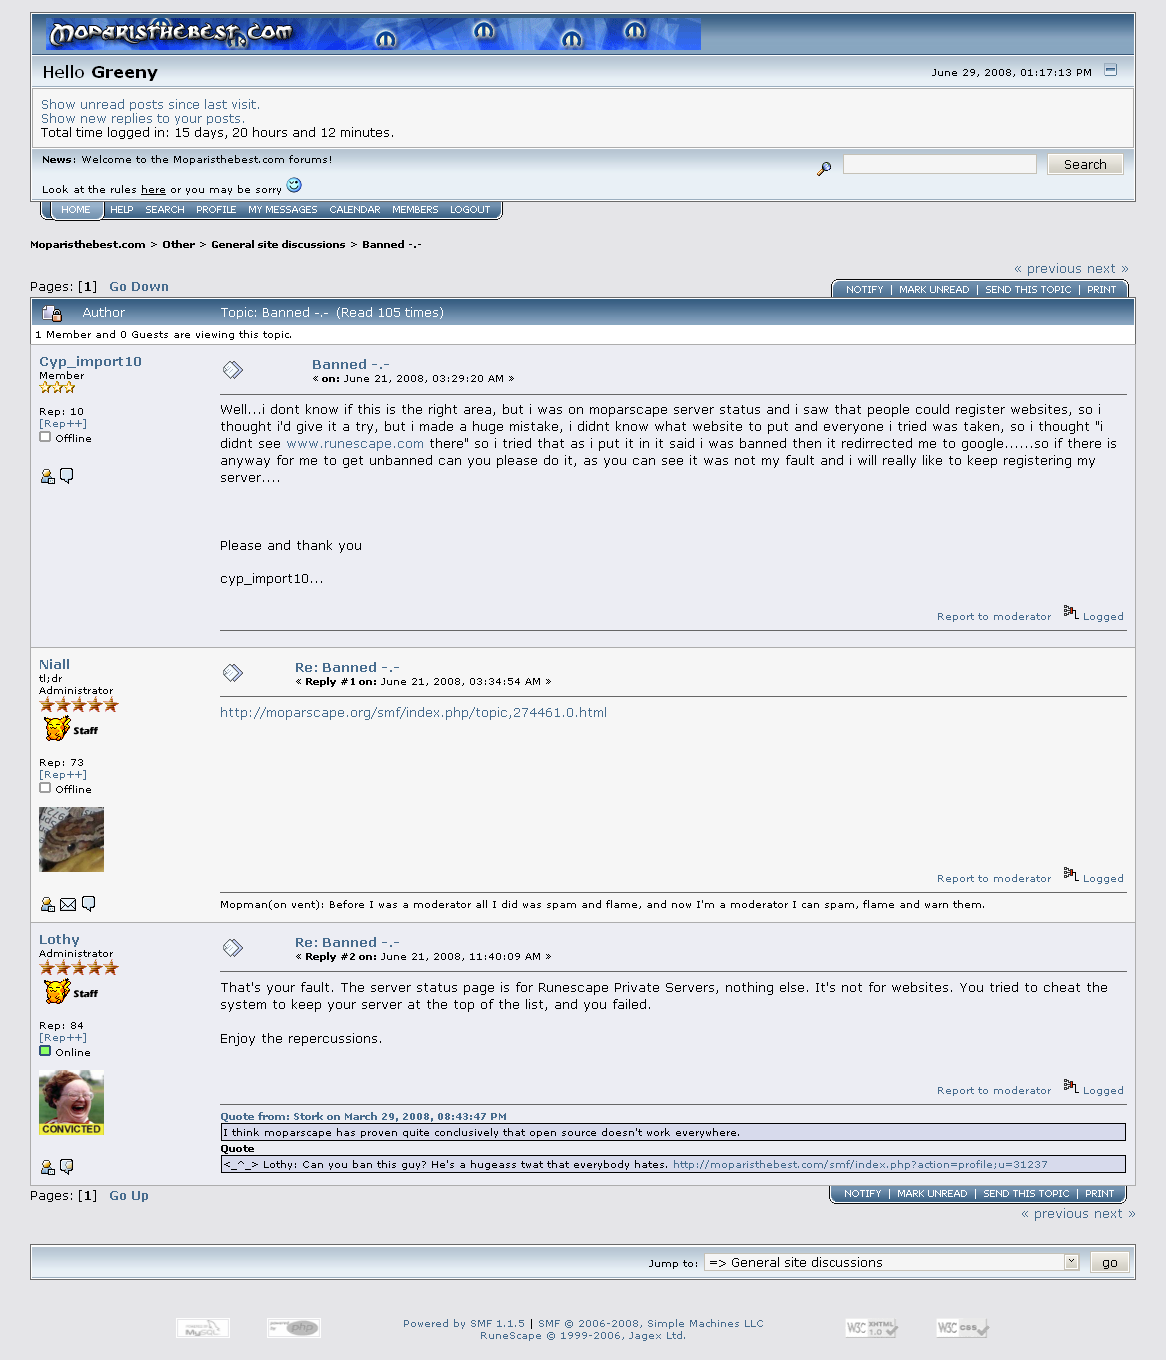 Moparisthebest.com
Hello Greeny
June 29, 2008, 01:17:13 PM
Show unread posts since last visit.
Show new replies to your posts.
Total time logged in: 15 days, 20 hours and 12 minutes.
News: Welcome to the Moparisthebest.com forums!
Search
Look at the rules here or you may be sorry
HOME HELP SEARCH PROFILE MY MESSAGES CALENDAR MEMBERS LOGOUT
Moparisthebest.com > Other > General site discussions > Banned -.-
« previous next »
Pages: [1] Go Down
NOTIFY | MARK UNREAD | SEND THIS TOPIC | PRINT
Author Topic: Banned -.- (Read 105 times)
1 Member and 0 Guests are viewing this topic.
Cyp_import10
Member
Rep: 10
[Rep++]
Offline
Banned -.-
« on: June 21, 2008, 03:29:20 AM »
Well...i dont know if this is the right area, but i was on moparscape server status and i saw that people could register websites, so i
thought i'd give it a try, but i made a huge mistake, i didnt know what website to put and everyone i tried was taken, so i thought "i
didnt see www.runescape.com there" so i tried that as i put it in it said i was banned then it redirrected me to google......so if there is
anyway for me to get unbanned can you please do it, as you can see it was not my fault and i will really like to keep registering my
server....
Please and thank you
cyp_import10...
Report to moderator Logged
Niall
tl;dr
Administrator
Staff
Rep: 73
[Rep++]
Offline
Re: Banned -.-
« Reply #1 on: June 21, 2008, 03:34:54 AM »
http://moparscape.org/smf/index.php/topic,274461.0.html
Report to moderator Logged
Mopman(on vent): Before I was a moderator all I did was spam and flame, and now I'm a moderator I can spam, flame and warn them.
Lothy
Administrator
Staff
Rep: 84
[Rep++]
Online
CONVICTED
Re: Banned -.-
« Reply #2 on: June 21, 2008, 11:40:09 AM »
That's your fault. The server status page is for Runescape Private Servers, nothing else. It's not for websites. You tried to cheat the
system to keep your server at the top of the list, and you failed.
Enjoy the repercussions.
Report to moderator Logged
Quote from: Stork on March 29, 2008, 08:43:47 PM
I think moparscape has proven quite conclusively that open source doesn't work everywhere.
Quote
<_^_> Lothy: Can you ban this guy? He's a hugeass twat that everybody hates. http://moparisthebest.com/smf/index.php?action=profile;u=31237
Pages: [1] Go Up
NOTIFY | MARK UNREAD | SEND THIS TOPIC | PRINT
« previous next »
Jump to: => General site discussions go
MySQL
php
Powered by SMF 1.1.5 | SMF © 2006-2008, Simple Machines LLC
RuneScape © 1999-2006, Jagex Ltd.
W3C XHTML 1.0
W3C css